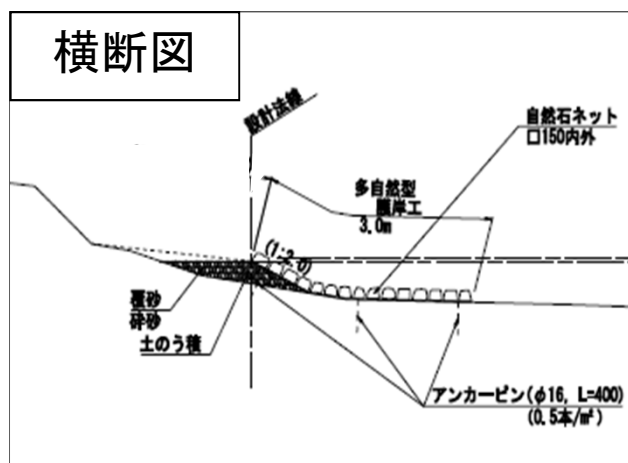 横断図
設計法線
自然石ネット
□150内外
多自然型
護岸工
3.0m
(1:2.0)
覆砂
砕砂
土のう積
アンカーピン(φ16, L=400)
(0.5本/㎡)